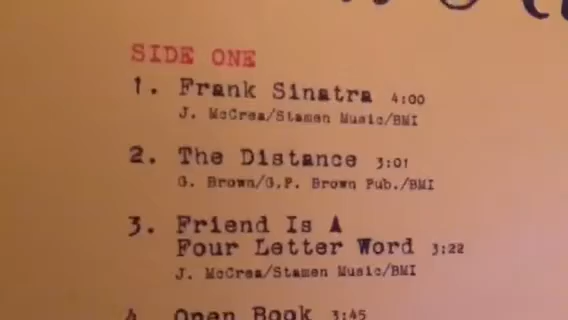 SIDE ONE
1. Frank Sinatra 4:00
J. McCrea/Stamen Music/BMI
2. The Distance 3:01
G. Brown/G.P. Brown Pub./BMI
3. Friend Is A
Four Letter Word 3:22
J. McCrea/Stamen Music/BMI
4. Open Book 3:45